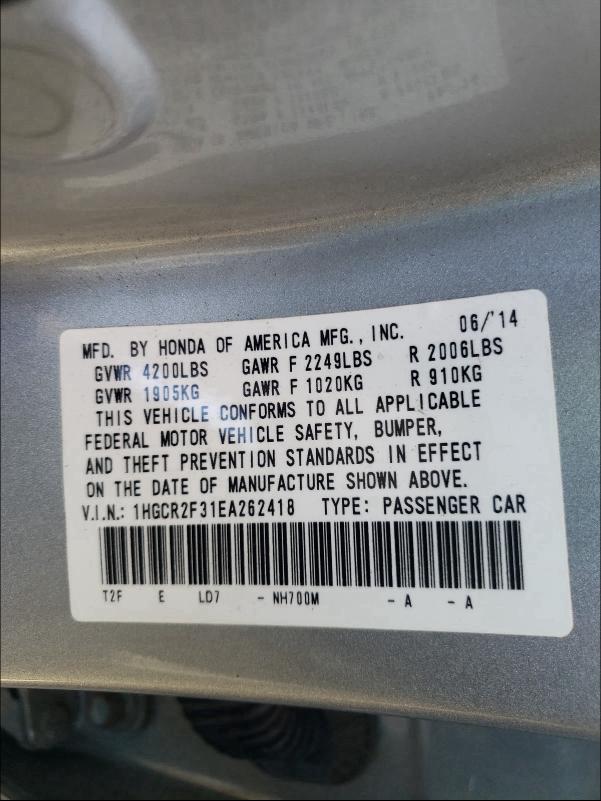 MFD. BY HONDA OF AMERICA MFG., INC. 06/'14
GVWR 4200LBS GAWR F 2249LBS R 2006LBS
GVWR 1905KG GAWR F 1020KG R 910KG
THIS VEHICLE CONFORMS TO ALL APPLICABLE
FEDERAL MOTOR VEHICLE SAFETY, BUMPER,
AND THEFT PREVENTION STANDARDS IN EFFECT
ON THE DATE OF MANUFACTURE SHOWN ABOVE.
V.I.N.: 1HGCR2F31EA262418 TYPE: PASSENGER CAR
T2F E LD7 - NH700M - A - A